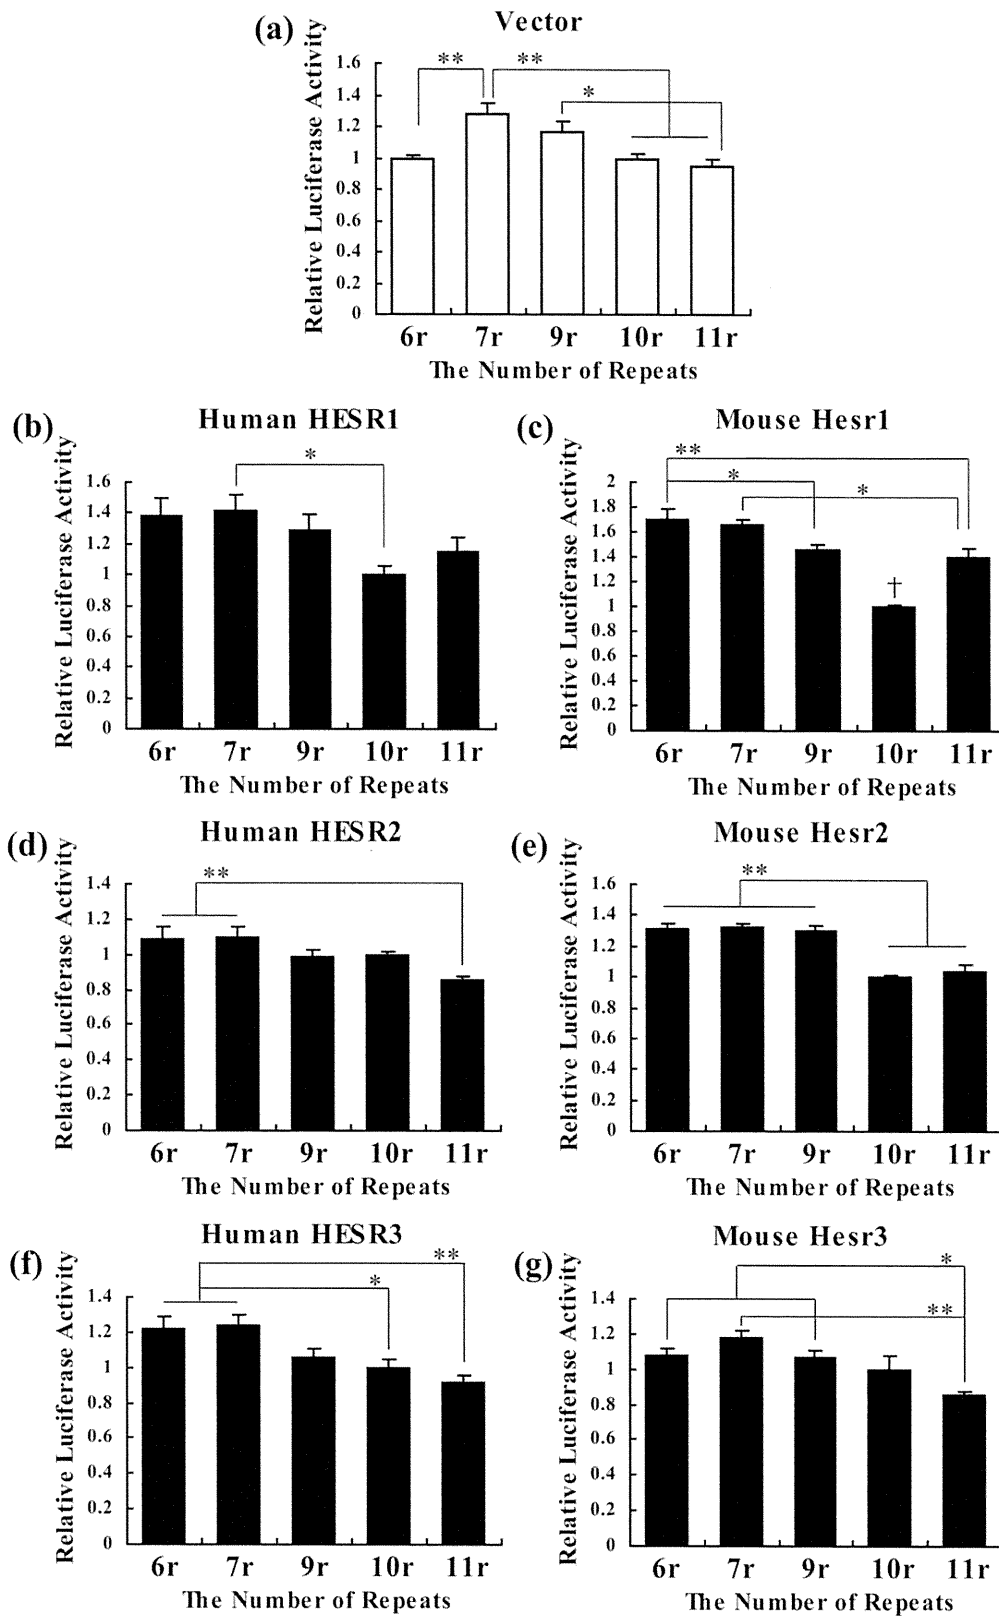 (a)
Vector
Relative Luciferase Activity
1.6
1.4
1.2
1
0.8
0.6
0.4
0.2
0
**
**
*
6r 7r 9r 10r 11r
The Number of Repeats
(b)
Human HESR1
Relative Luciferase Activity
1.6
1.4
1.2
1
0.8
0.6
0.4
0.2
0
*
6r 7r 9r 10r 11r
The Number of Repeats
(c)
Mouse Hesr1
Relative Luciferase Activity
2
1.8
1.6
1.4
1.2
1
0.8
0.6
0.4
0.2
0
**
*
*
†
6r 7r 9r 10r 11r
The Number of Repeats
(d)
Human HESR2
Relative Luciferase Activity
1.4
1.2
1
0.8
0.6
0.4
0.2
0
**
6r 7r 9r 10r 11r
The Number of Repeats
(e)
Mouse Hesr2
Relative Luciferase Activity
1.6
1.4
1.2
1
0.8
0.6
0.4
0.2
0
**
6r 7r 9r 10r 11r
The Number of Repeats
(f)
Human HESR3
Relative Luciferase Activity
1.4
1.2
1
0.8
0.6
0.4
0.2
0
**
*
6r 7r 9r 10r 11r
The Number of Repeats
(g)
Mouse Hesr3
Relative Luciferase Activity
1.4
1.2
1
0.8
0.6
0.4
0.2
0
*
**
6r 7r 9r 10r 11r
The Number of Repeats